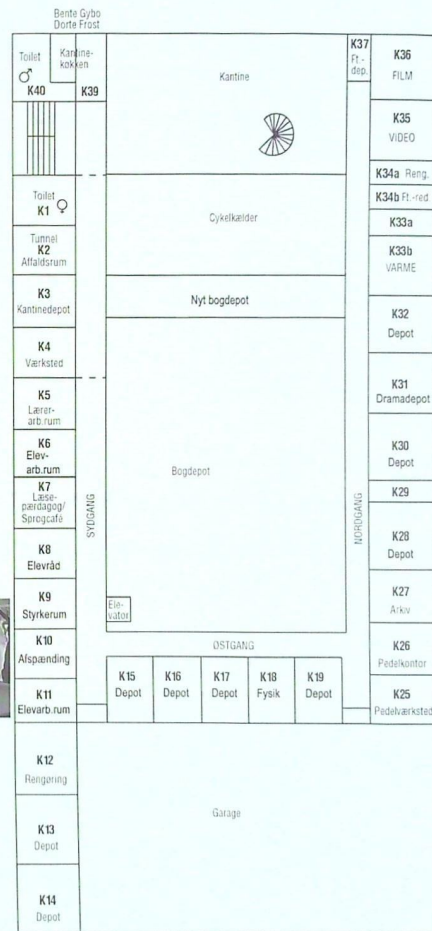 Bente Gybo
Dorte Frost
Toilet
K40
Kantine-
køkken
K39
Kantine
K37
Ft.-
dep.
K36
FILM
K35
VIDEO
K34a Reng.
K34b Ft.-red
K33a
K33b
VARME
K32
Depot
K31
Dramadepot
K30
Depot
K29
K28
Depot
K27
Arkiv
K26
Pedelkontor
K25
Pedelværksted
Toilet
K1
Tunnel
K2
Affaldsrum
K3
Kantinedepot
K4
Værksted
K5
Lærer-
arb.rum
K6
Elev-
arb.rum
K7
Læse-
pærdagog/
Sprogcafé
K8
Elevråd
K9
Styrkerum
K10
Afspænding
K11
Elevarb.rum
K12
Rengøring
K13
Depot
K14
Depot
SYDGANG
Cykelkælder
Nyt bogdepot
Bogdepot
Ele-
vator
NORDGANG
ØSTGANG
K15
Depot
K16
Depot
K17
Depot
K18
Fysik
K19
Depot
Garage